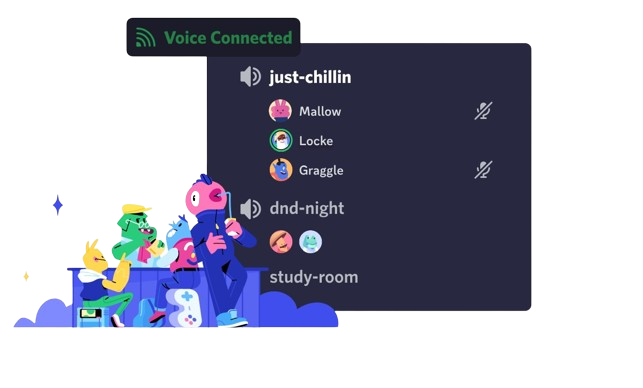 Voice Connected
just-chillin
Mallow
Locke
Graggle
dnd-night
study-room